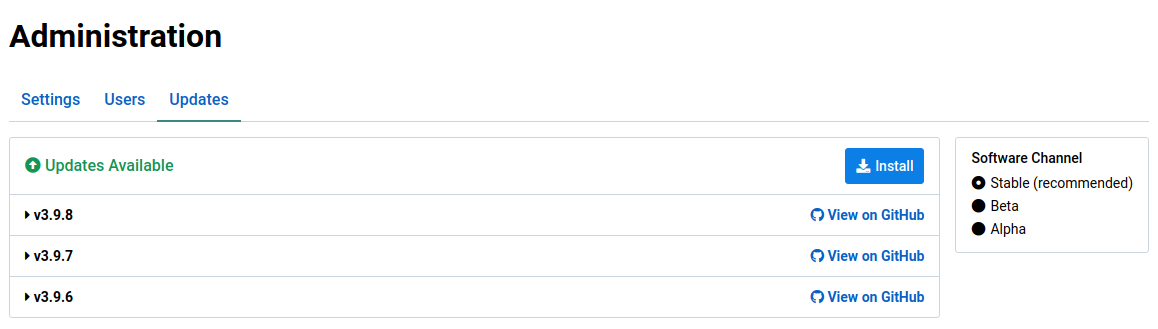 Administration
Settings Users Updates
Updates Available Install
v3.9.8 View on GitHub
v3.9.7 View on GitHub
v3.9.6 View on GitHub
Software Channel
Stable (recommended)
Beta
Alpha